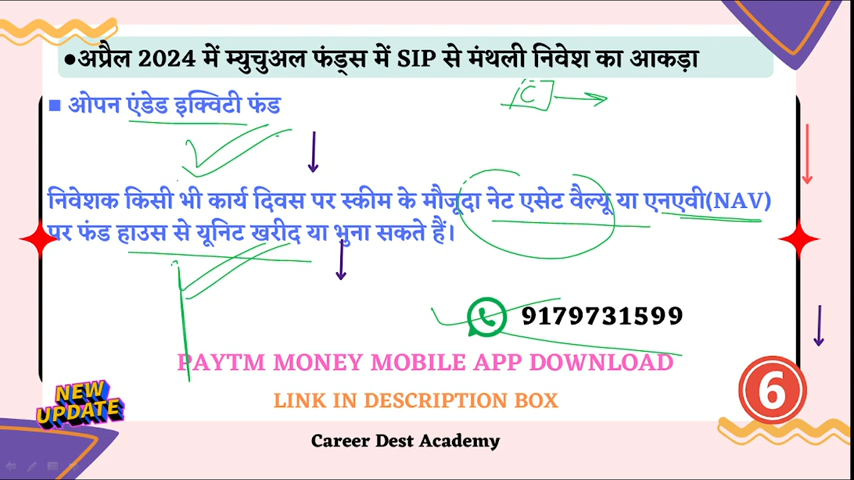 ●अप्रैल 2024 में म्युचुअल फंड्स में SIP से मंथली निवेश का आकड़ा
■ ओपन एंडेड इक्विटी फंड
IC
निवेशक किसी भी कार्य दिवस पर स्कीम के मौजूदा नेट एसेट वैल्यू या एनएवी(NAV)
पर फंड हाउस से यूनिट खरीद या भुना सकते हैं।
9179731599
PAYTM MONEY MOBILE APP DOWNLOAD
NEW
UPDATE
LINK IN DESCRIPTION BOX
6
Career Dest Academy